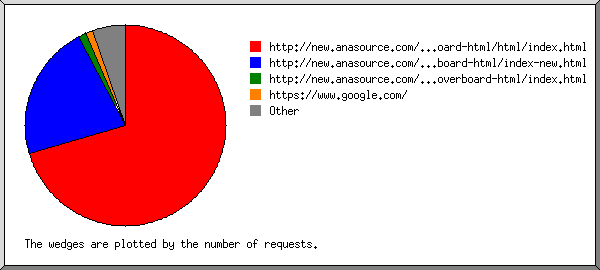 http://new.anasource.com/...oard-html/html/index.html
http://new.anasource.com/...board-html/index-new.html
http://new.anasource.com/...overboard-html/index.html
https://www.google.com/
Other
The wedges are plotted by the number of requests.